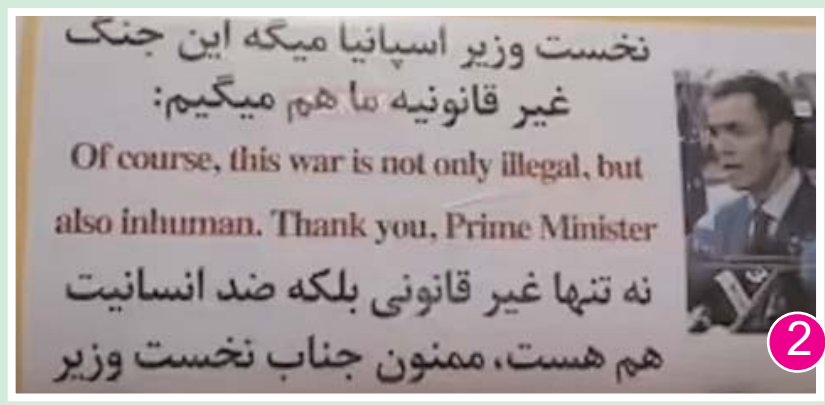 نخست وزیر اسپانیا میگه این جنگ
غیر قانونیه ما هم میگیم:
Of course, this war is not only illegal, but
also inhuman. Thank you, Prime Minister
نه تنها غیر قانونی بلکه ضد انسانیت
هم هست، ممنون جناب نخست وزیر
2